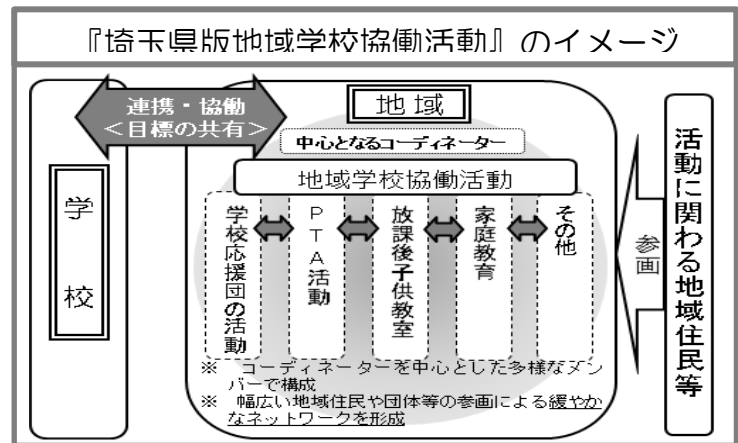 『埼玉県版地域学校協働活動』のイメージ
連携・協働
<目標の共有>
地域
中心となるコーディネーター
地域学校協働活動
学校
学校応援団の活動
PTA活動
放課後子供教室
家庭教育
その他
参画
活動に関わる地域住民等
※ コーディネーターを中心とした多様なメン
バーで構成
※ 幅広い地域住民や団体等の参画による緩やか
なネットワークを形成